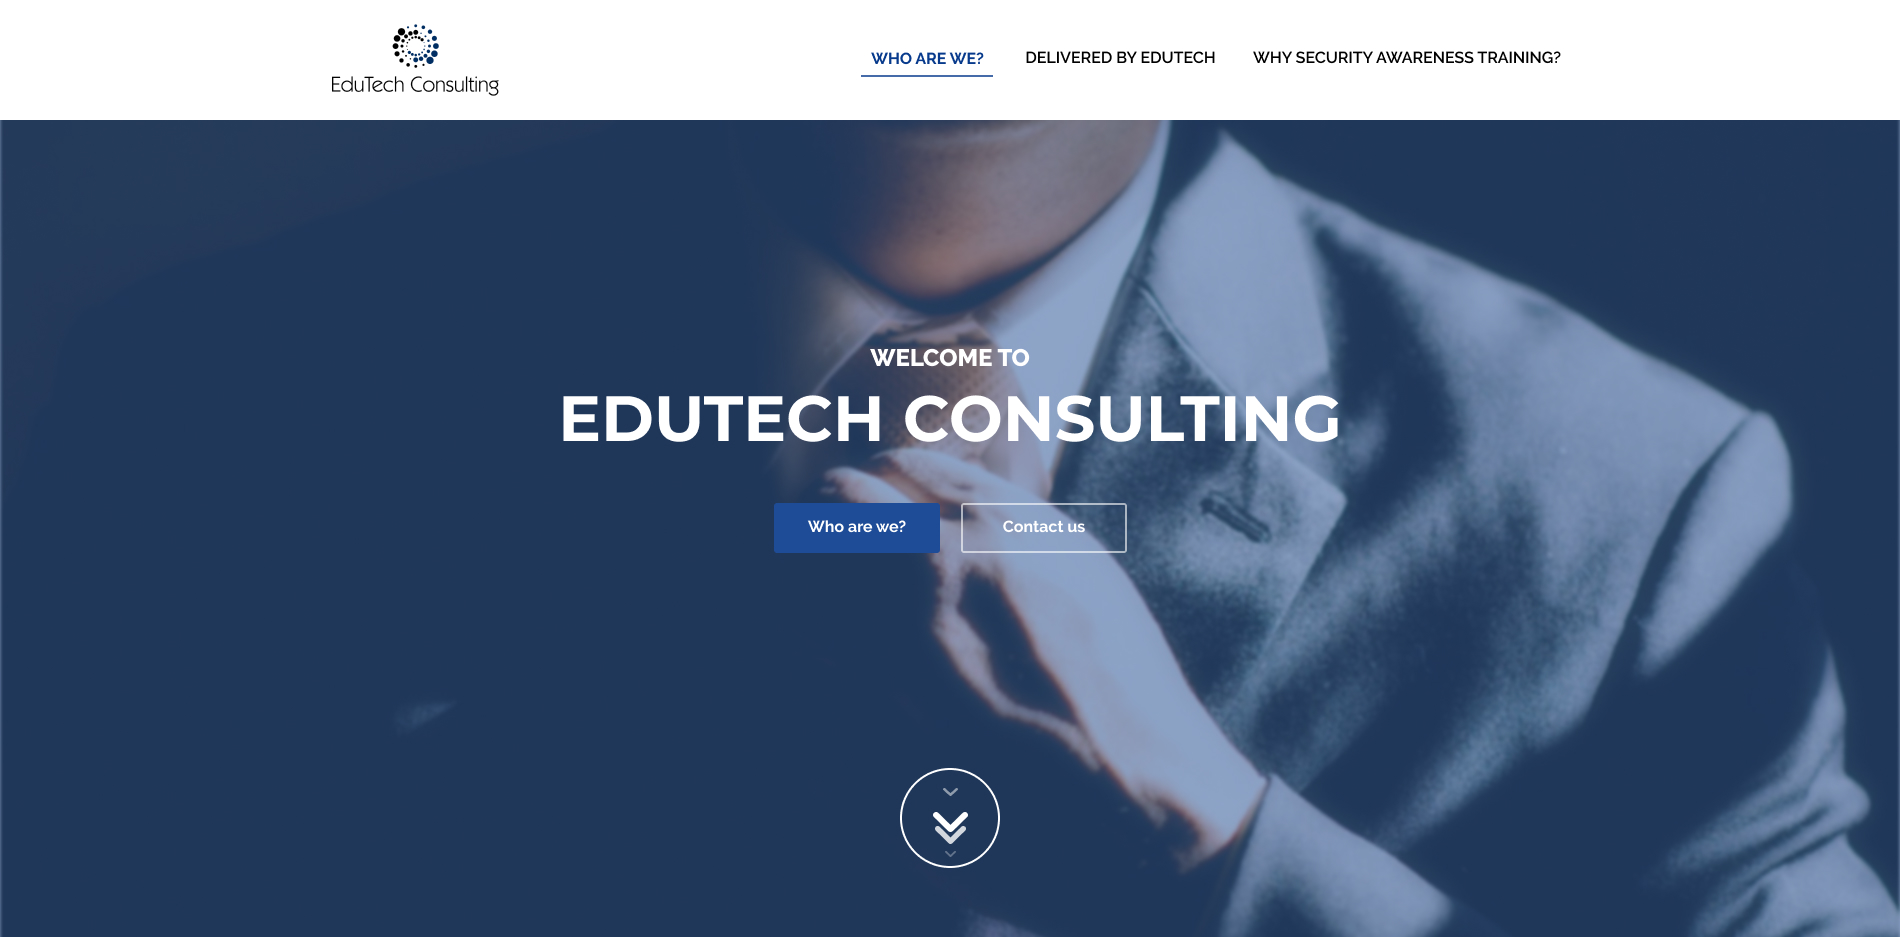 EduTech Consulting
WHO ARE WE?
DELIVERED BY EDUTECH
WHY SECURITY AWARENESS TRAINING?
WELCOME TO
EDUTECH CONSULTING
Who are we?
Contact us